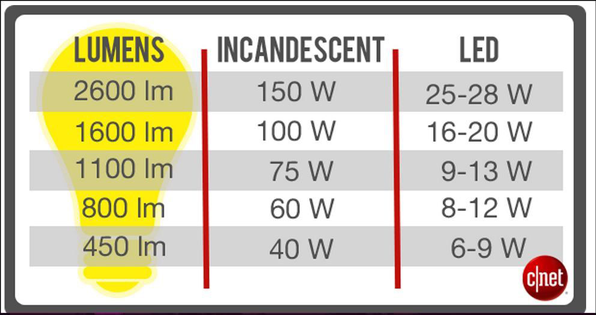 LUMENS INCANDESCENT LED
2600 lm 150 W 25-28 W
1600 lm 100 W 16-20 W
1100 lm 75 W 9-13 W
800 lm 60 W 8-12 W
450 lm 40 W 6-9 W
c|net